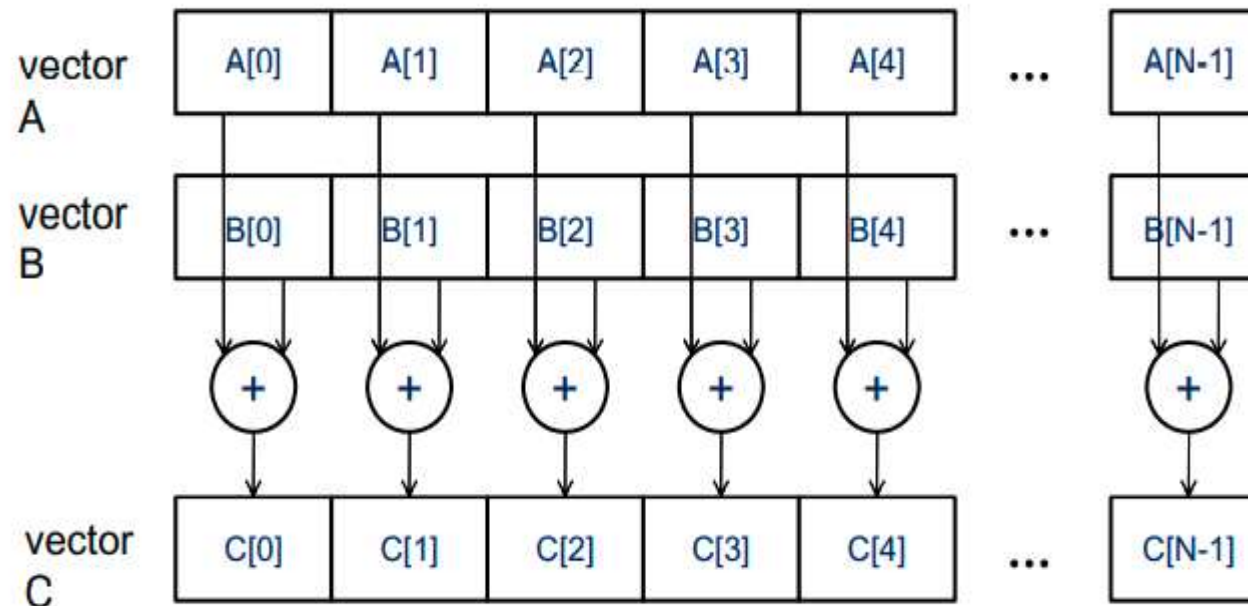 vector A[0] A[1] A[2] A[3] A[4] ... A[N-1]
A
vector B[0] B[1] B[2] B[3] B[4] ... B[N-1]
B
+ + + + + +
vector C[0] C[1] C[2] C[3] C[4] ... C[N-1]
C